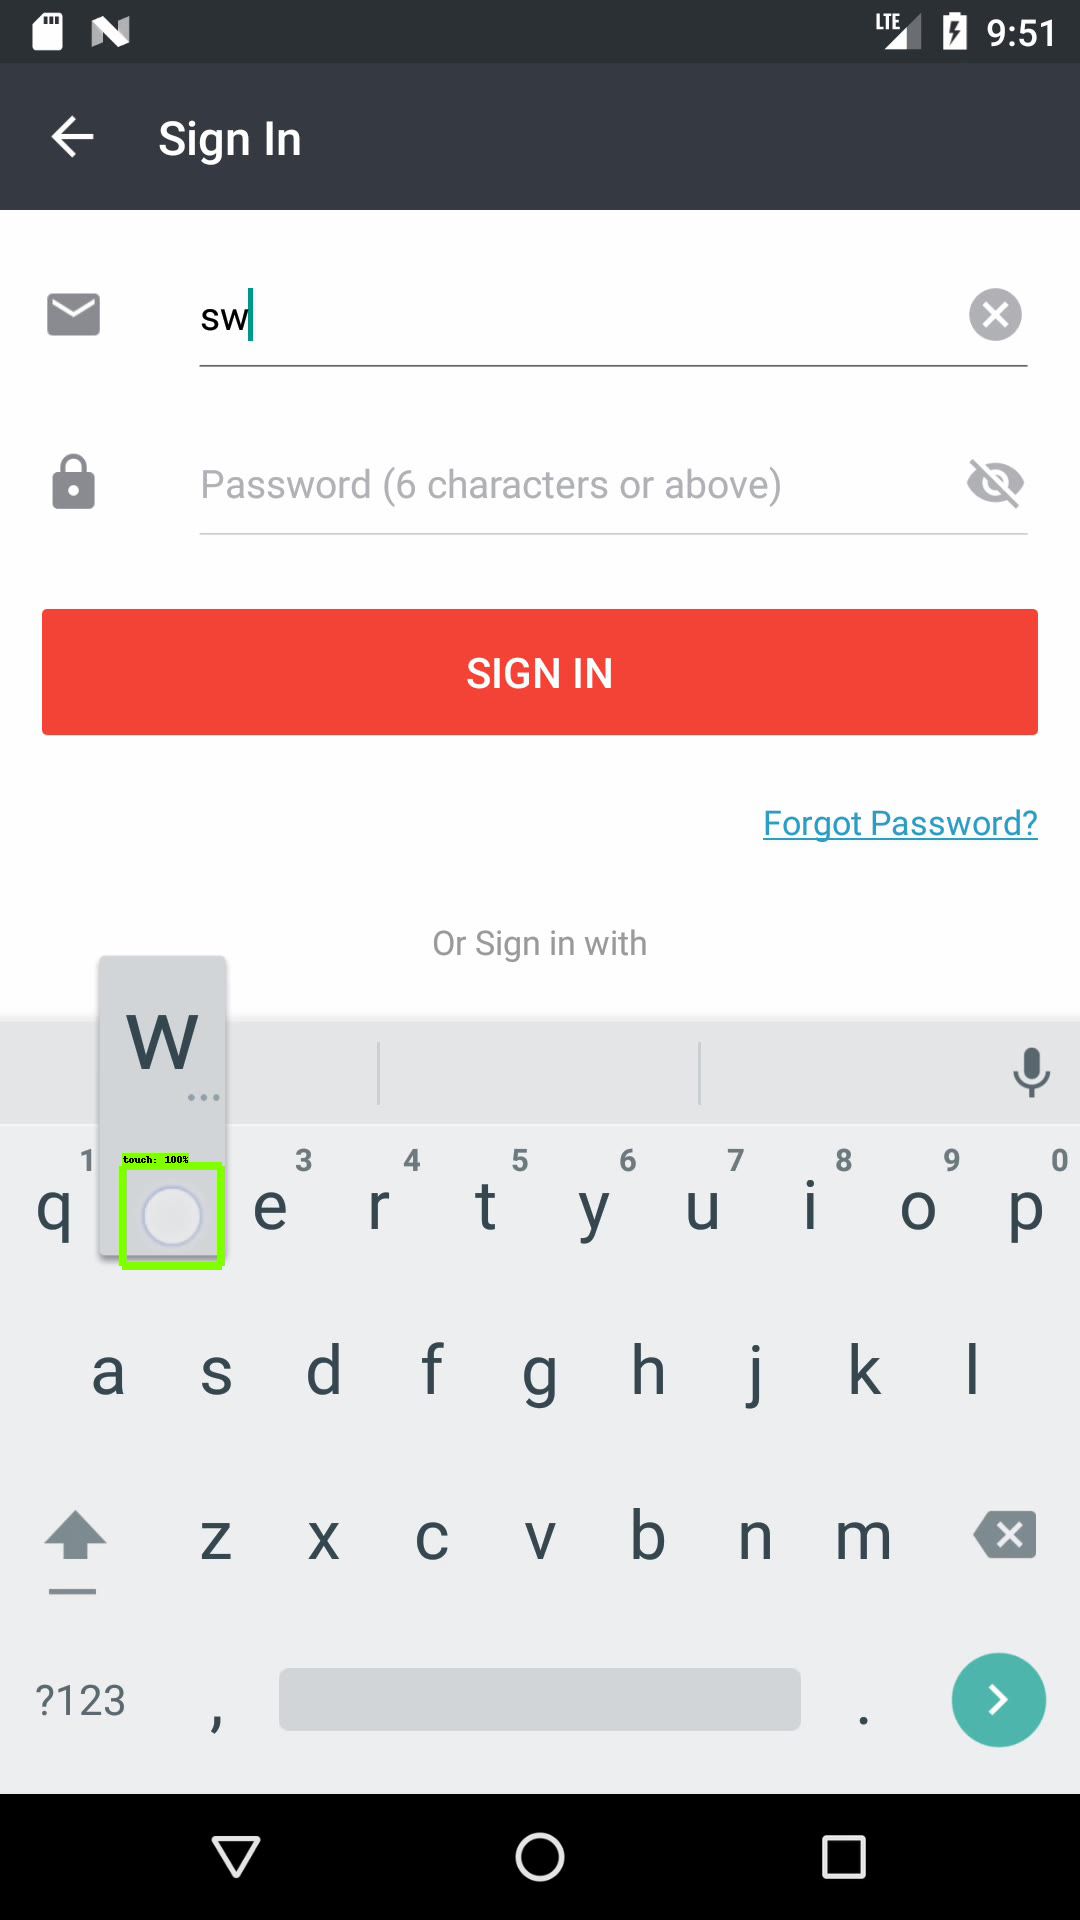 LTE 9:51
Sign In
sw
Password (6 characters or above)
SIGN IN
Forgot Password?
Or Sign in with
w
...
touch: 100%
1 3 4 5 6 7 8 9 0
q e r t y u i o p
a s d f g h j k l
z x c v b n m
?123 , .